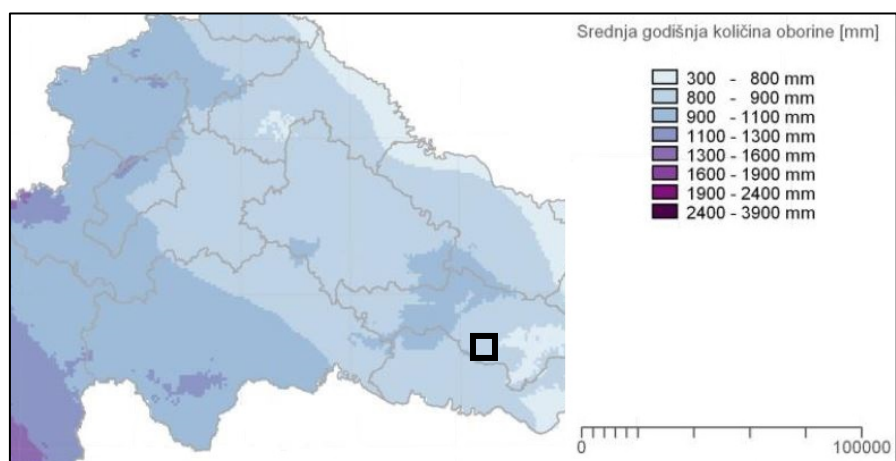 Srednja godišnja količina oborine [mm]
300 - 800 mm
800 - 900 mm
900 - 1100 mm
1100 - 1300 mm
1300 - 1600 mm
1600 - 1900 mm
1900 - 2400 mm
2400 - 3900 mm
0 100000